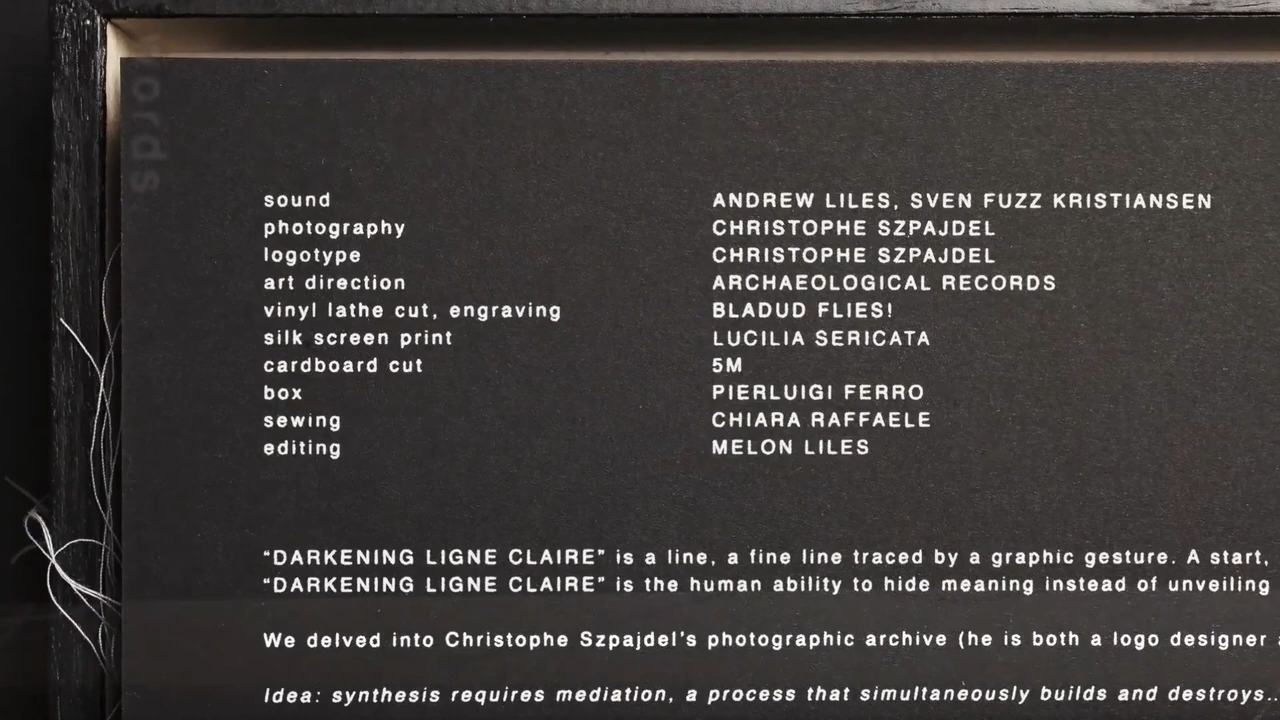 ords
sound ANDREW LILES, SVEN FUZZ KRISTIANSEN
photography CHRISTOPHE SZPAJDEL
logotype CHRISTOPHE SZPAJDEL
art direction ARCHAEOLOGICAL RECORDS
vinyl lathe cut, engraving BLADUD FLIES!
silk screen print LUCILIA SERICATA
cardboard cut 5M
box PIERLUIGI FERRO
sewing CHIARA RAFFAELE
editing MELON LILES
“DARKENING LIGNE CLAIRE” is a line, a fine line traced by a graphic gesture. A start,
“DARKENING LIGNE CLAIRE” is the human ability to hide meaning instead of unveiling
We delved into Christophe Szpajdel's photographic archive (he is both a logo designer
Idea: synthesis requires mediation, a process that simultaneously builds and destroys..